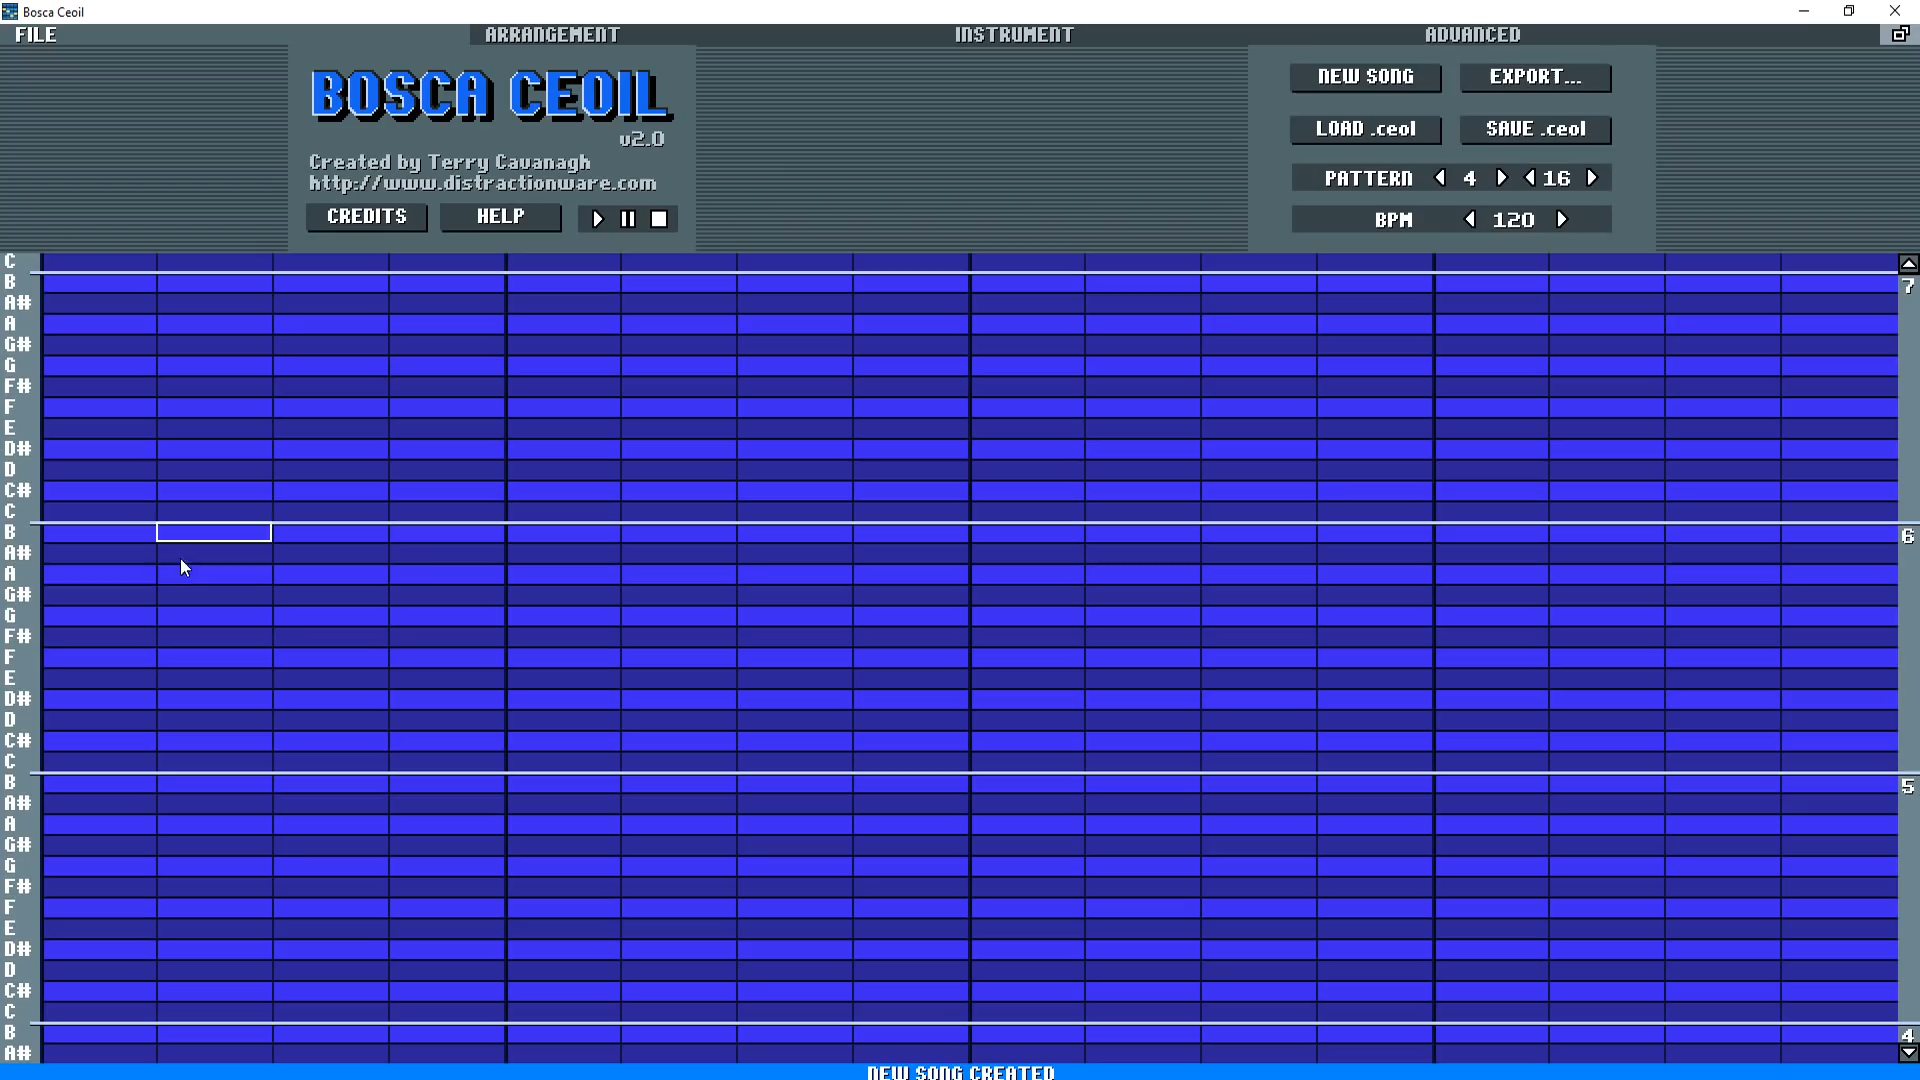 Bosca Ceoil
FILE
ARRANGEMENT
INSTRUMENT
ADVANCED
BOSCA CEOIL
v2.0
Created by Terry Cavanagh
http://www.distractionware.com
CREDITS
HELP
NEW SONG
EXPORT...
LOAD .ceol
SAVE .ceol
PATTERN 4 16
BPM 120
C
B
7
A#
A
G#
G
F#
F
E
D#
D
C#
C
B
6
A#
A
G#
G
F#
F
E
D#
D
C#
C
B
5
A#
A
G#
G
F#
F
E
D#
D
C#
C
B
4
A#
NEW SONG CREATED